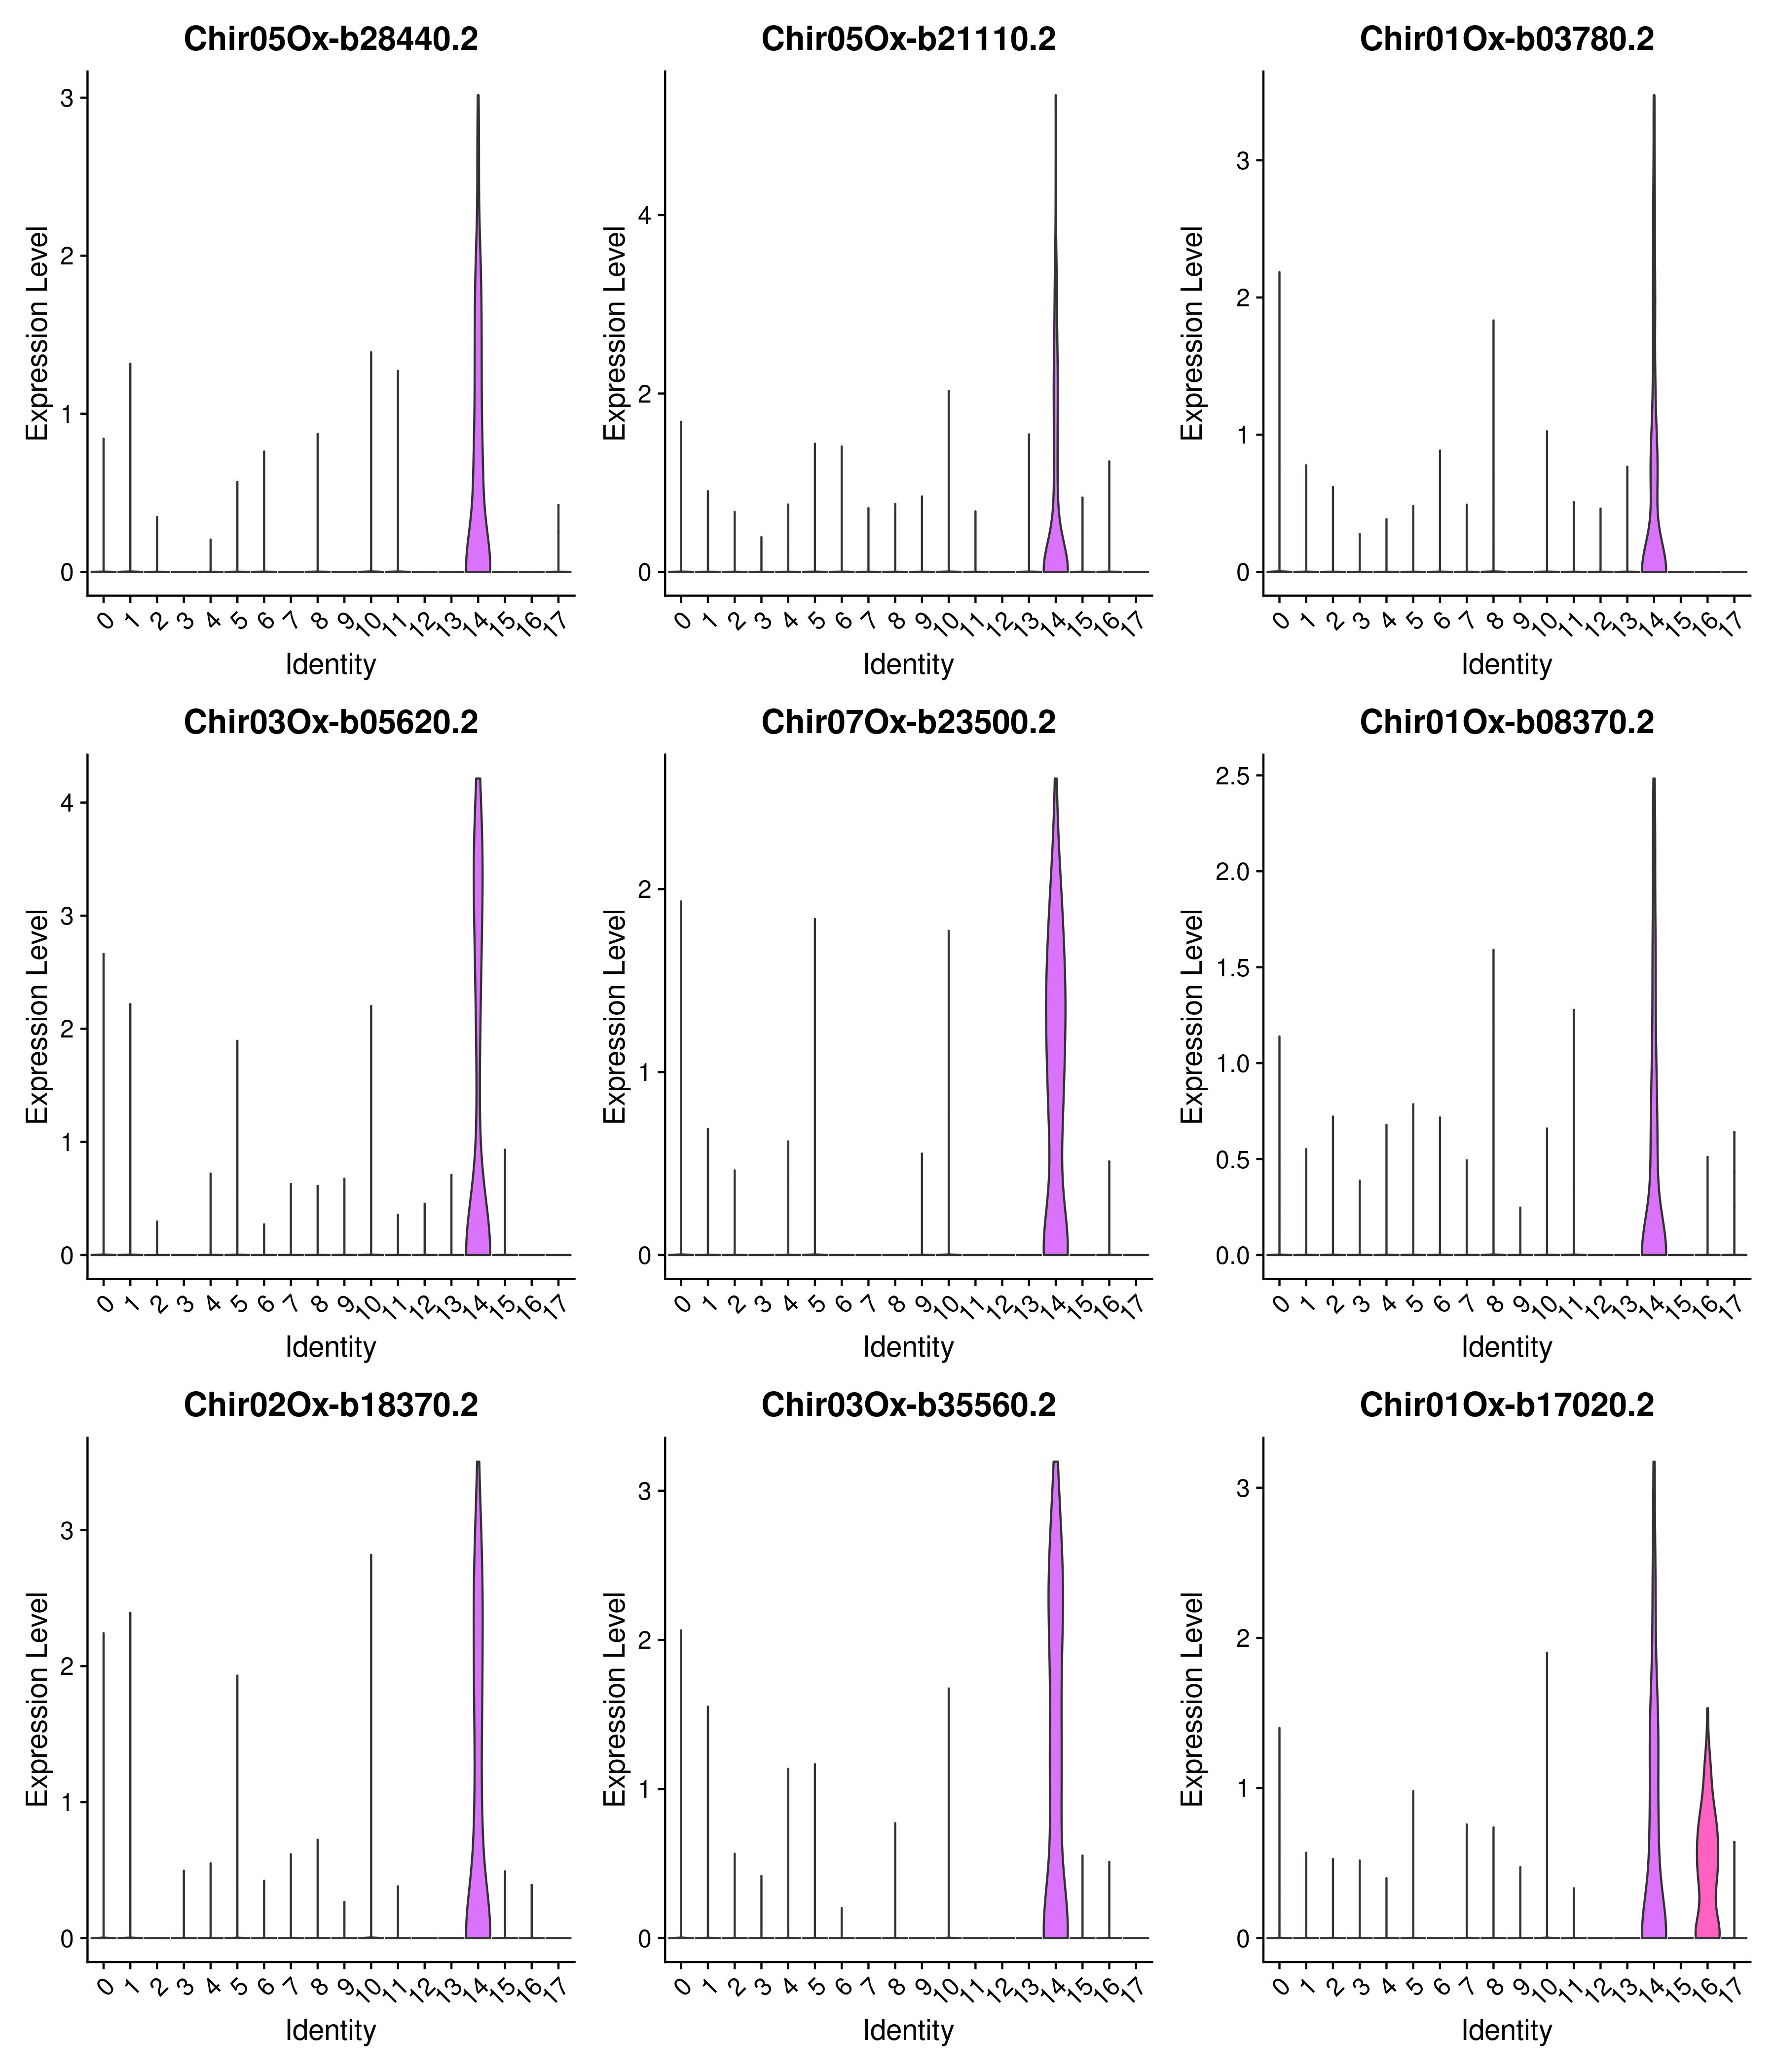 Chir05Ox-b28440.2
Expression Level
3
2
1
0
0 1 2 3 4 5 6 7 8 9 10 11 12 13 14 15 16 17
Identity
Chir05Ox-b21110.2
Expression Level
4
2
0
0 1 2 3 4 5 6 7 8 9 10 11 12 13 14 15 16 17
Identity
Chir01Ox-b03780.2
Expression Level
3
2
1
0
0 1 2 3 4 5 6 7 8 9 10 11 12 13 14 15 16 17
Identity
Chir03Ox-b05620.2
Expression Level
4
3
2
1
0
0 1 2 3 4 5 6 7 8 9 10 11 12 13 14 15 16 17
Identity
Chir07Ox-b23500.2
Expression Level
2
1
0
0 1 2 3 4 5 6 7 8 9 10 11 12 13 14 15 16 17
Identity
Chir01Ox-b08370.2
Expression Level
2.5
2.0
1.5
1.0
0.5
0.0
0 1 2 3 4 5 6 7 8 9 10 11 12 13 14 15 16 17
Identity
Chir02Ox-b18370.2
Expression Level
3
2
1
0
0 1 2 3 4 5 6 7 8 9 10 11 12 13 14 15 16 17
Identity
Chir03Ox-b35560.2
Expression Level
3
2
1
0
0 1 2 3 4 5 6 7 8 9 10 11 12 13 14 15 16 17
Identity
Chir01Ox-b17020.2
Expression Level
3
2
1
0
0 1 2 3 4 5 6 7 8 9 10 11 12 13 14 15 16 17
Identity